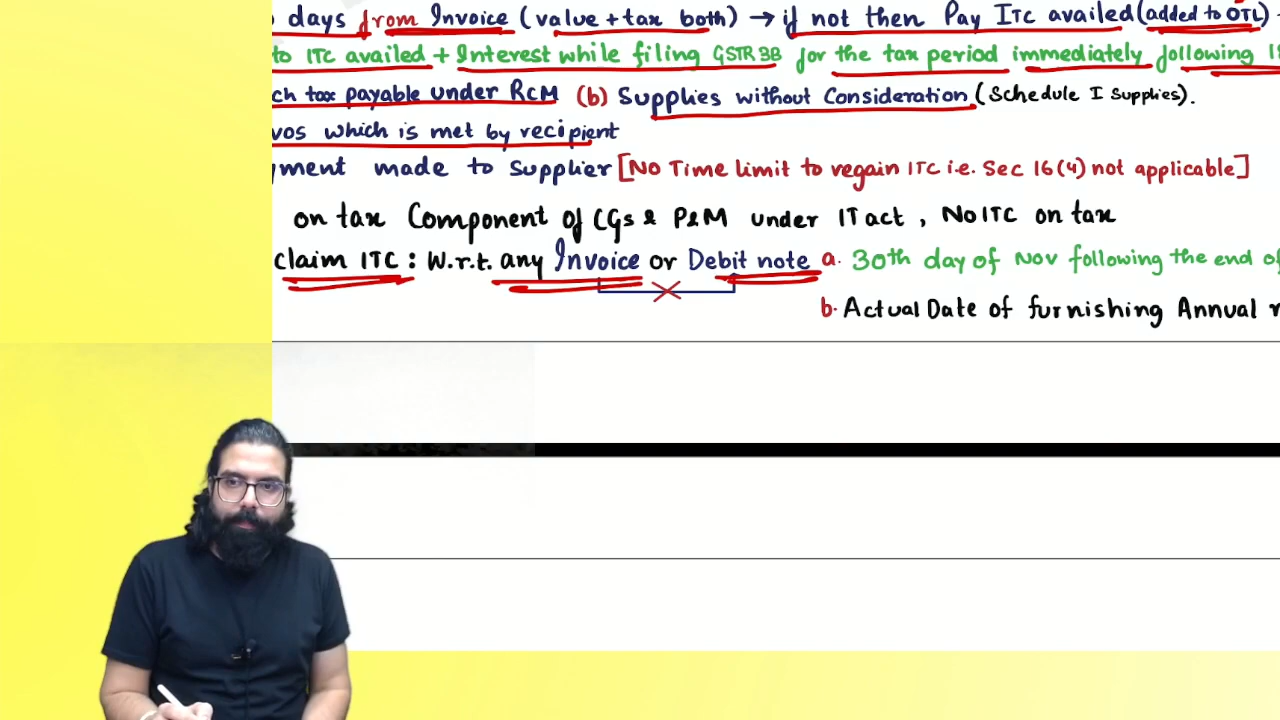 days from Invoice (value + tax both) → if not then Pay ITC availed (added to OTL)
to ITC availed + Interest while filing GSTR 3B for the tax period immediately following
ch tax payable under RCM (b) Supplies without Consideration (Schedule I Supplies).
vos which is met by recipient
yment made to Supplier [No Time limit to regain ITC i.e. Sec 16(4) not applicable]
on tax Component of CGs & P&M under IT act, No ITC on tax
claim ITC: W.r.t. any Invoice or Debit note a. 30th day of Nov following the end of
b. Actual Date of furnishing Annual